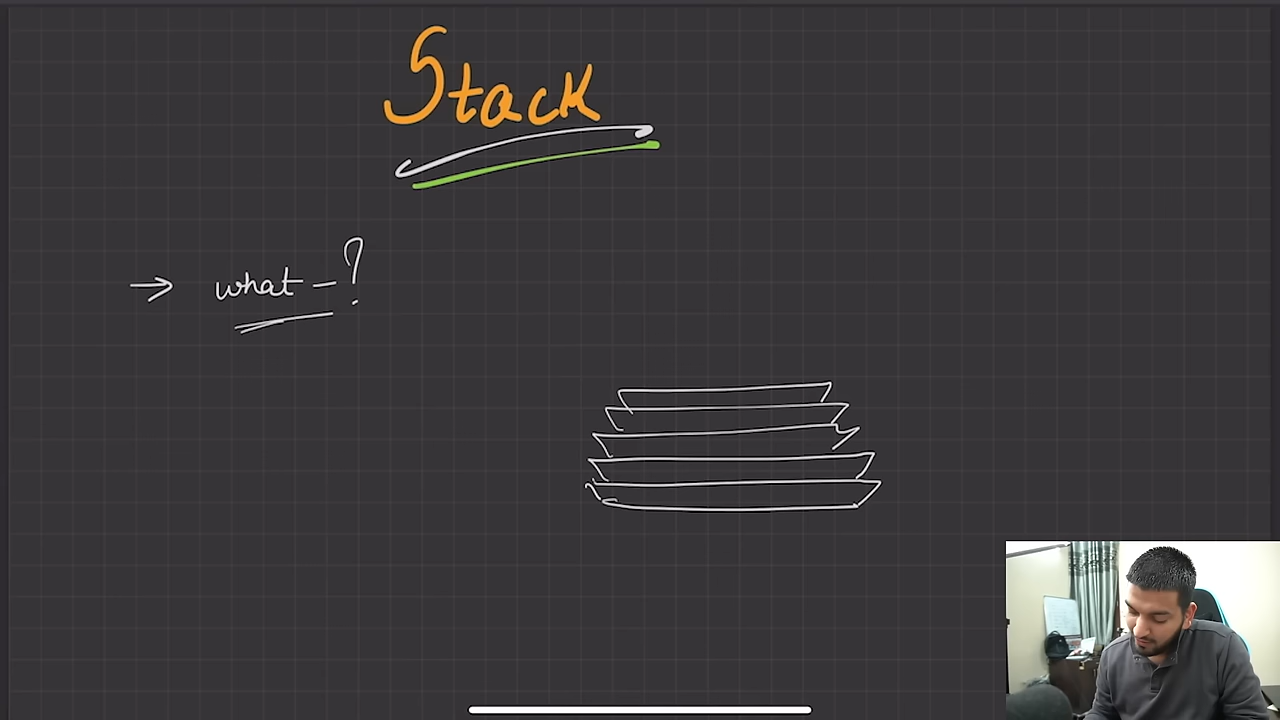 Stack
→ what - ?